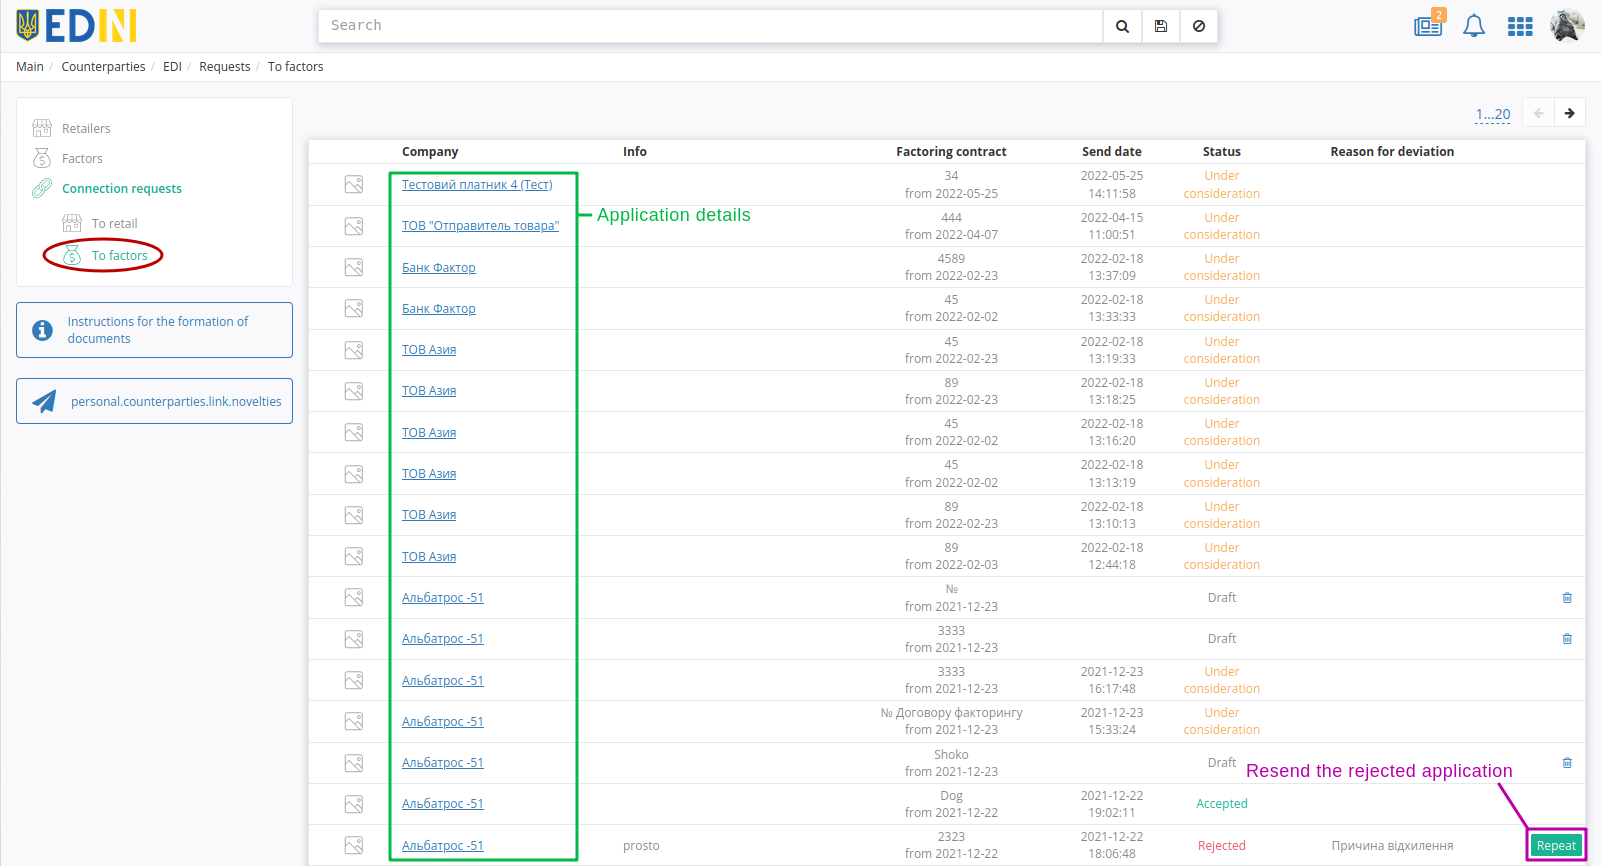 EDIN
Search
2
Main / Counterparties / EDI / Requests / To factors
Retailers
Factors
Connection requests
To retail
To factors
Instructions for the formation of
documents
personal.counterparties.link.novelties
1...20
Company Info Factoring contract Send date Status Reason for deviation
Тестовий платник 4 (Тест) 34 2022-05-25 Under
from 2022-05-25 14:11:58 consideration
Application details
ТОВ "Отправитель товара" 444 2022-04-15 Under
from 2022-04-07 11:00:51 consideration
Банк Фактор 4589 2022-02-18 Under
from 2022-02-23 13:37:09 consideration
Банк Фактор 45 2022-02-18 Under
from 2022-02-02 13:33:33 consideration
ТОВ Азия 45 2022-02-18 Under
from 2022-02-23 13:19:33 consideration
ТОВ Азия 89 2022-02-18 Under
from 2022-02-23 13:18:25 consideration
ТОВ Азия 45 2022-02-18 Under
from 2022-02-02 13:16:20 consideration
ТОВ Азия 45 2022-02-18 Under
from 2022-02-02 13:13:19 consideration
ТОВ Азия 89 2022-02-18 Under
from 2022-02-23 13:10:13 consideration
ТОВ Азия 89 2022-02-18 Under
from 2022-02-03 12:44:18 consideration
Альбатрос -51 № Draft
from 2021-12-23
Альбатрос -51 3333 Draft
from 2021-12-23
Альбатрос -51 3333 2021-12-23 Under
from 2021-12-23 16:17:48 consideration
Альбатрос -51 № Договору факторингу 2021-12-23 Under
from 2021-12-23 15:33:24 consideration
Альбатрос -51 Shoko Draft
from 2021-12-23
Resend the rejected application
Альбатрос -51 Dog 2021-12-22 Accepted
from 2021-12-22 19:02:11
Альбатрос -51 prosto 2323 2021-12-22 Rejected Причина відхилення Repeat
from 2021-12-22 18:06:48